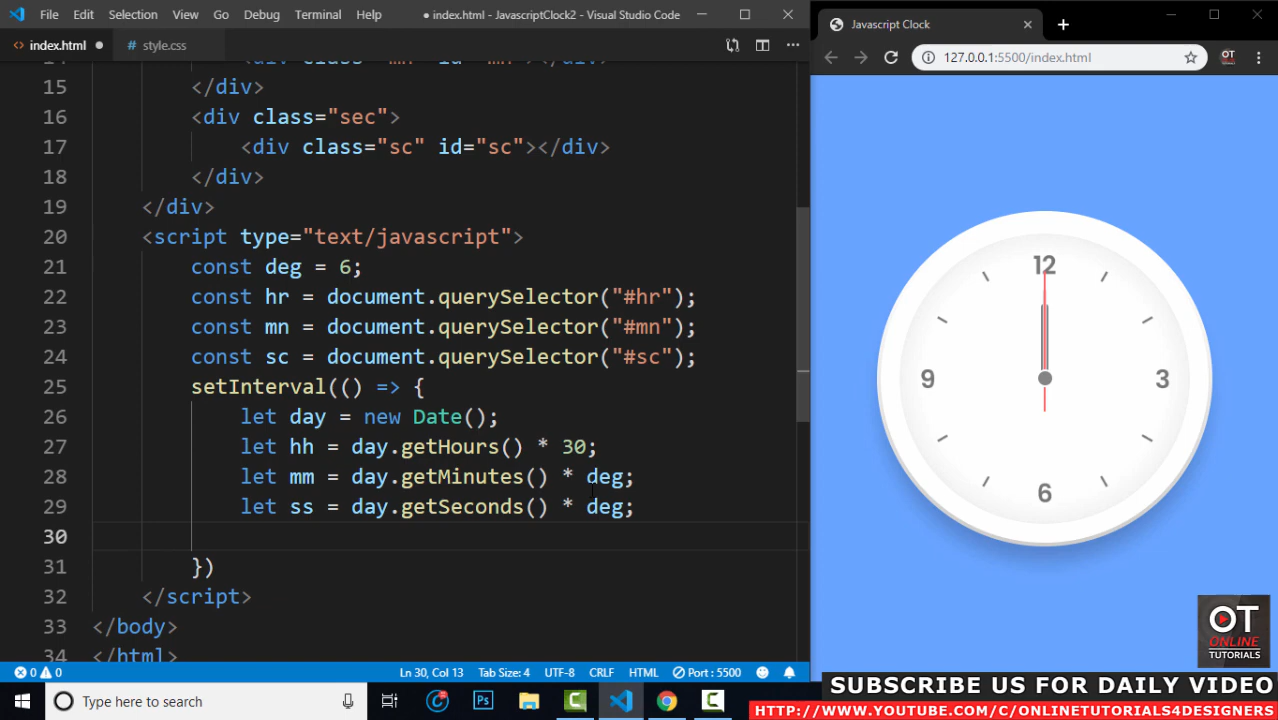 File Edit Selection View Go Debug Terminal Help ● index.html - JavascriptClock2 - Visual Studio Code
<> index.html ● # style.css
15 </div>
16 <div class="sec">
17 <div class="sc" id="sc"></div>
18 </div>
19 </div>
20 <script type="text/javascript">
21 const deg = 6;
22 const hr = document.querySelector("#hr");
23 const mn = document.querySelector("#mn");
24 const sc = document.querySelector("#sc");
25 setInterval(() => {
26 let day = new Date();
27 let hh = day.getHours() * 30;
28 let mm = day.getMinutes() * deg;
29 let ss = day.getSeconds() * deg;
30
31 })
32 </script>
33 </body>
34 </html>
0 0 Ln 30, Col 13 Tab Size: 4 UTF-8 CRLF HTML Port : 5500
Type here to search
Ps
Javascript Clock
127.0.0.1:5500/index.html
OT
12
9 3
6
OT
ONLINE
TUTORIALS
SUBSCRIBE US FOR DAILY VIDEO
HTTP://WWW.YOUTUBE.COM/C/ONLINETUTORIALS4DESIGNERS